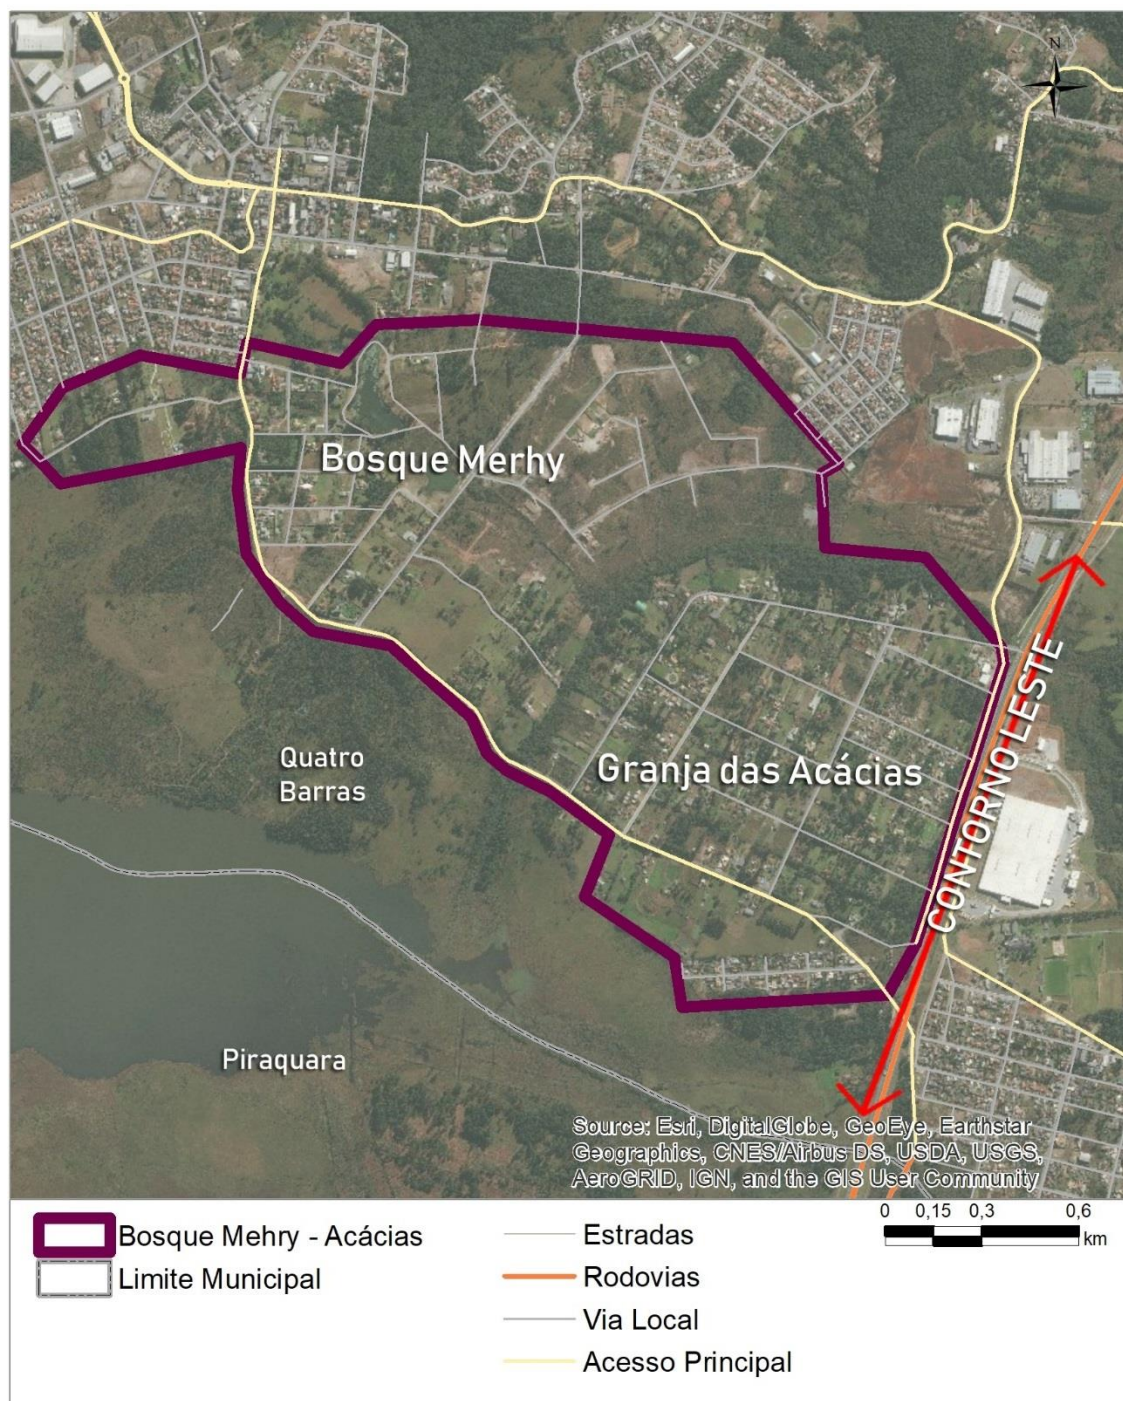 N
Bosque Merhy
Quatro
Barras
Granja das Acácias
CONTORNO LESTE
Piraquara
Source: Esri, DigitalGlobe, GeoEye, Earthstar
Geographics, CNES/Airbus DS, USDA, USGS,
AeroGRID, IGN, and the GIS User Community
Bosque Mehry - Acácias
Limite Municipal
Estradas
Rodovias
Via Local
Acesso Principal
0 0,15 0,3 0,6
km